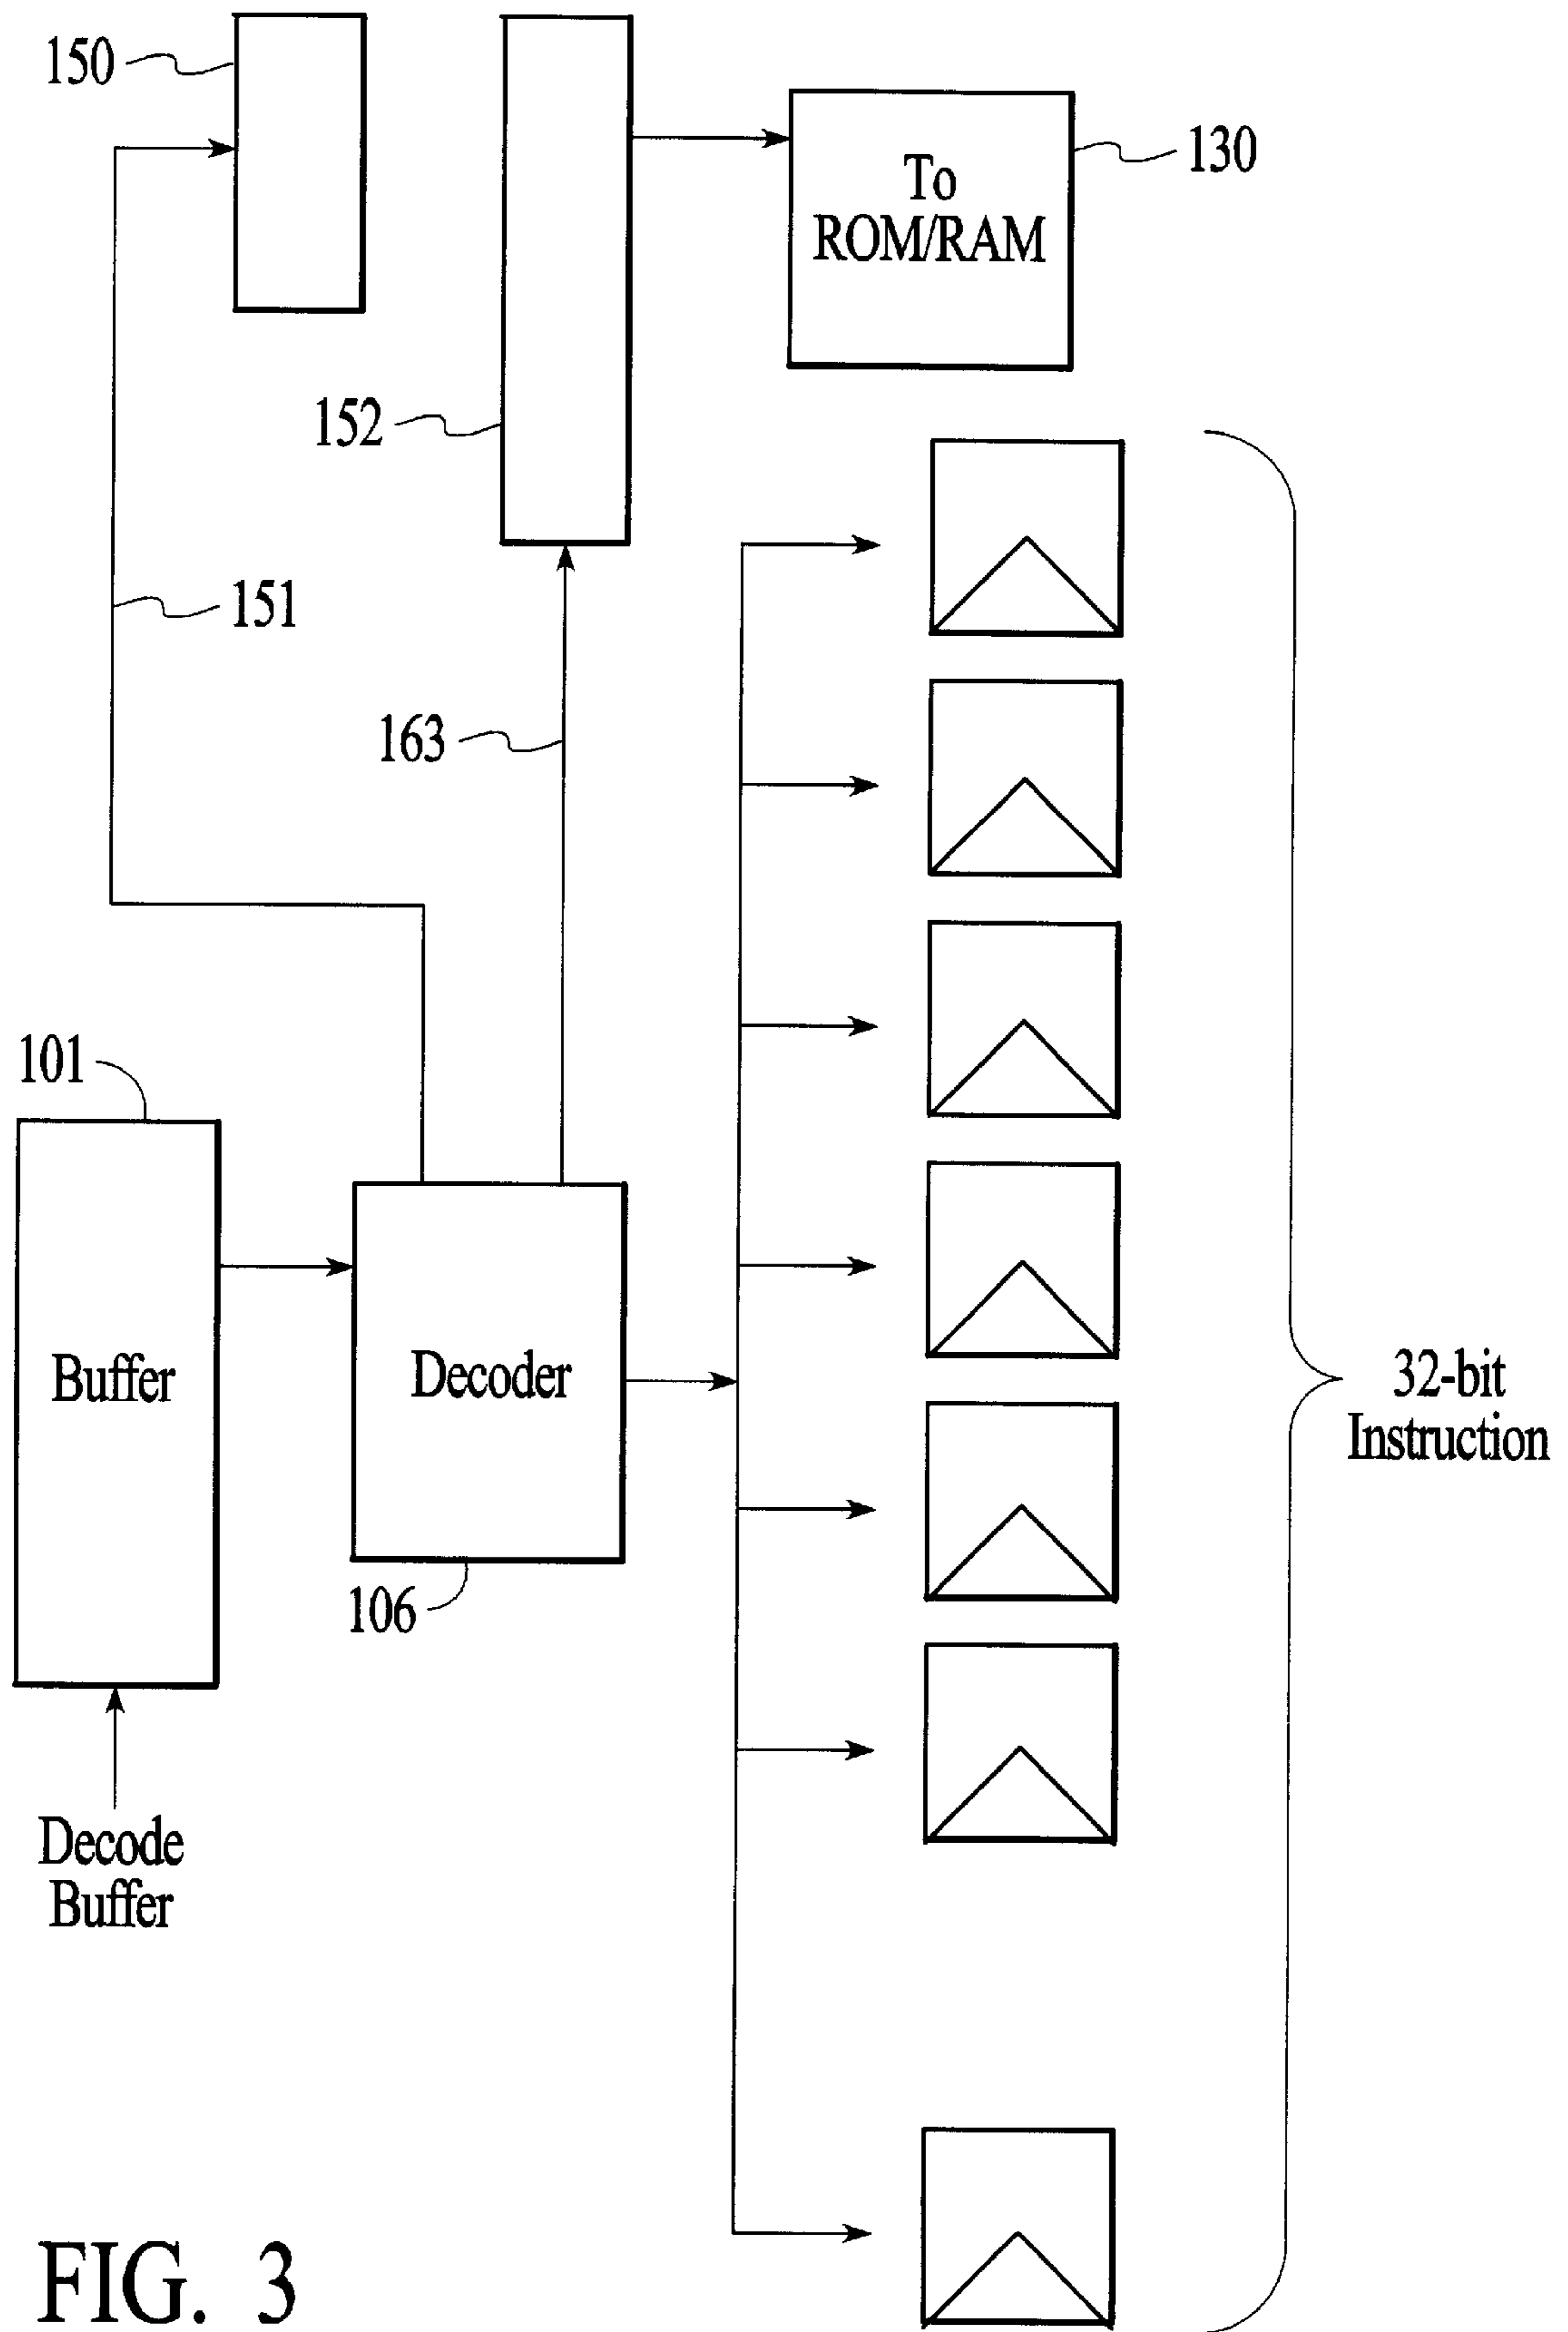 150
130
To
ROM/RAM
152
151
163
101
Buffer
Decoder
32-bit
Instruction
106
Decode
Buffer
FIG. 3